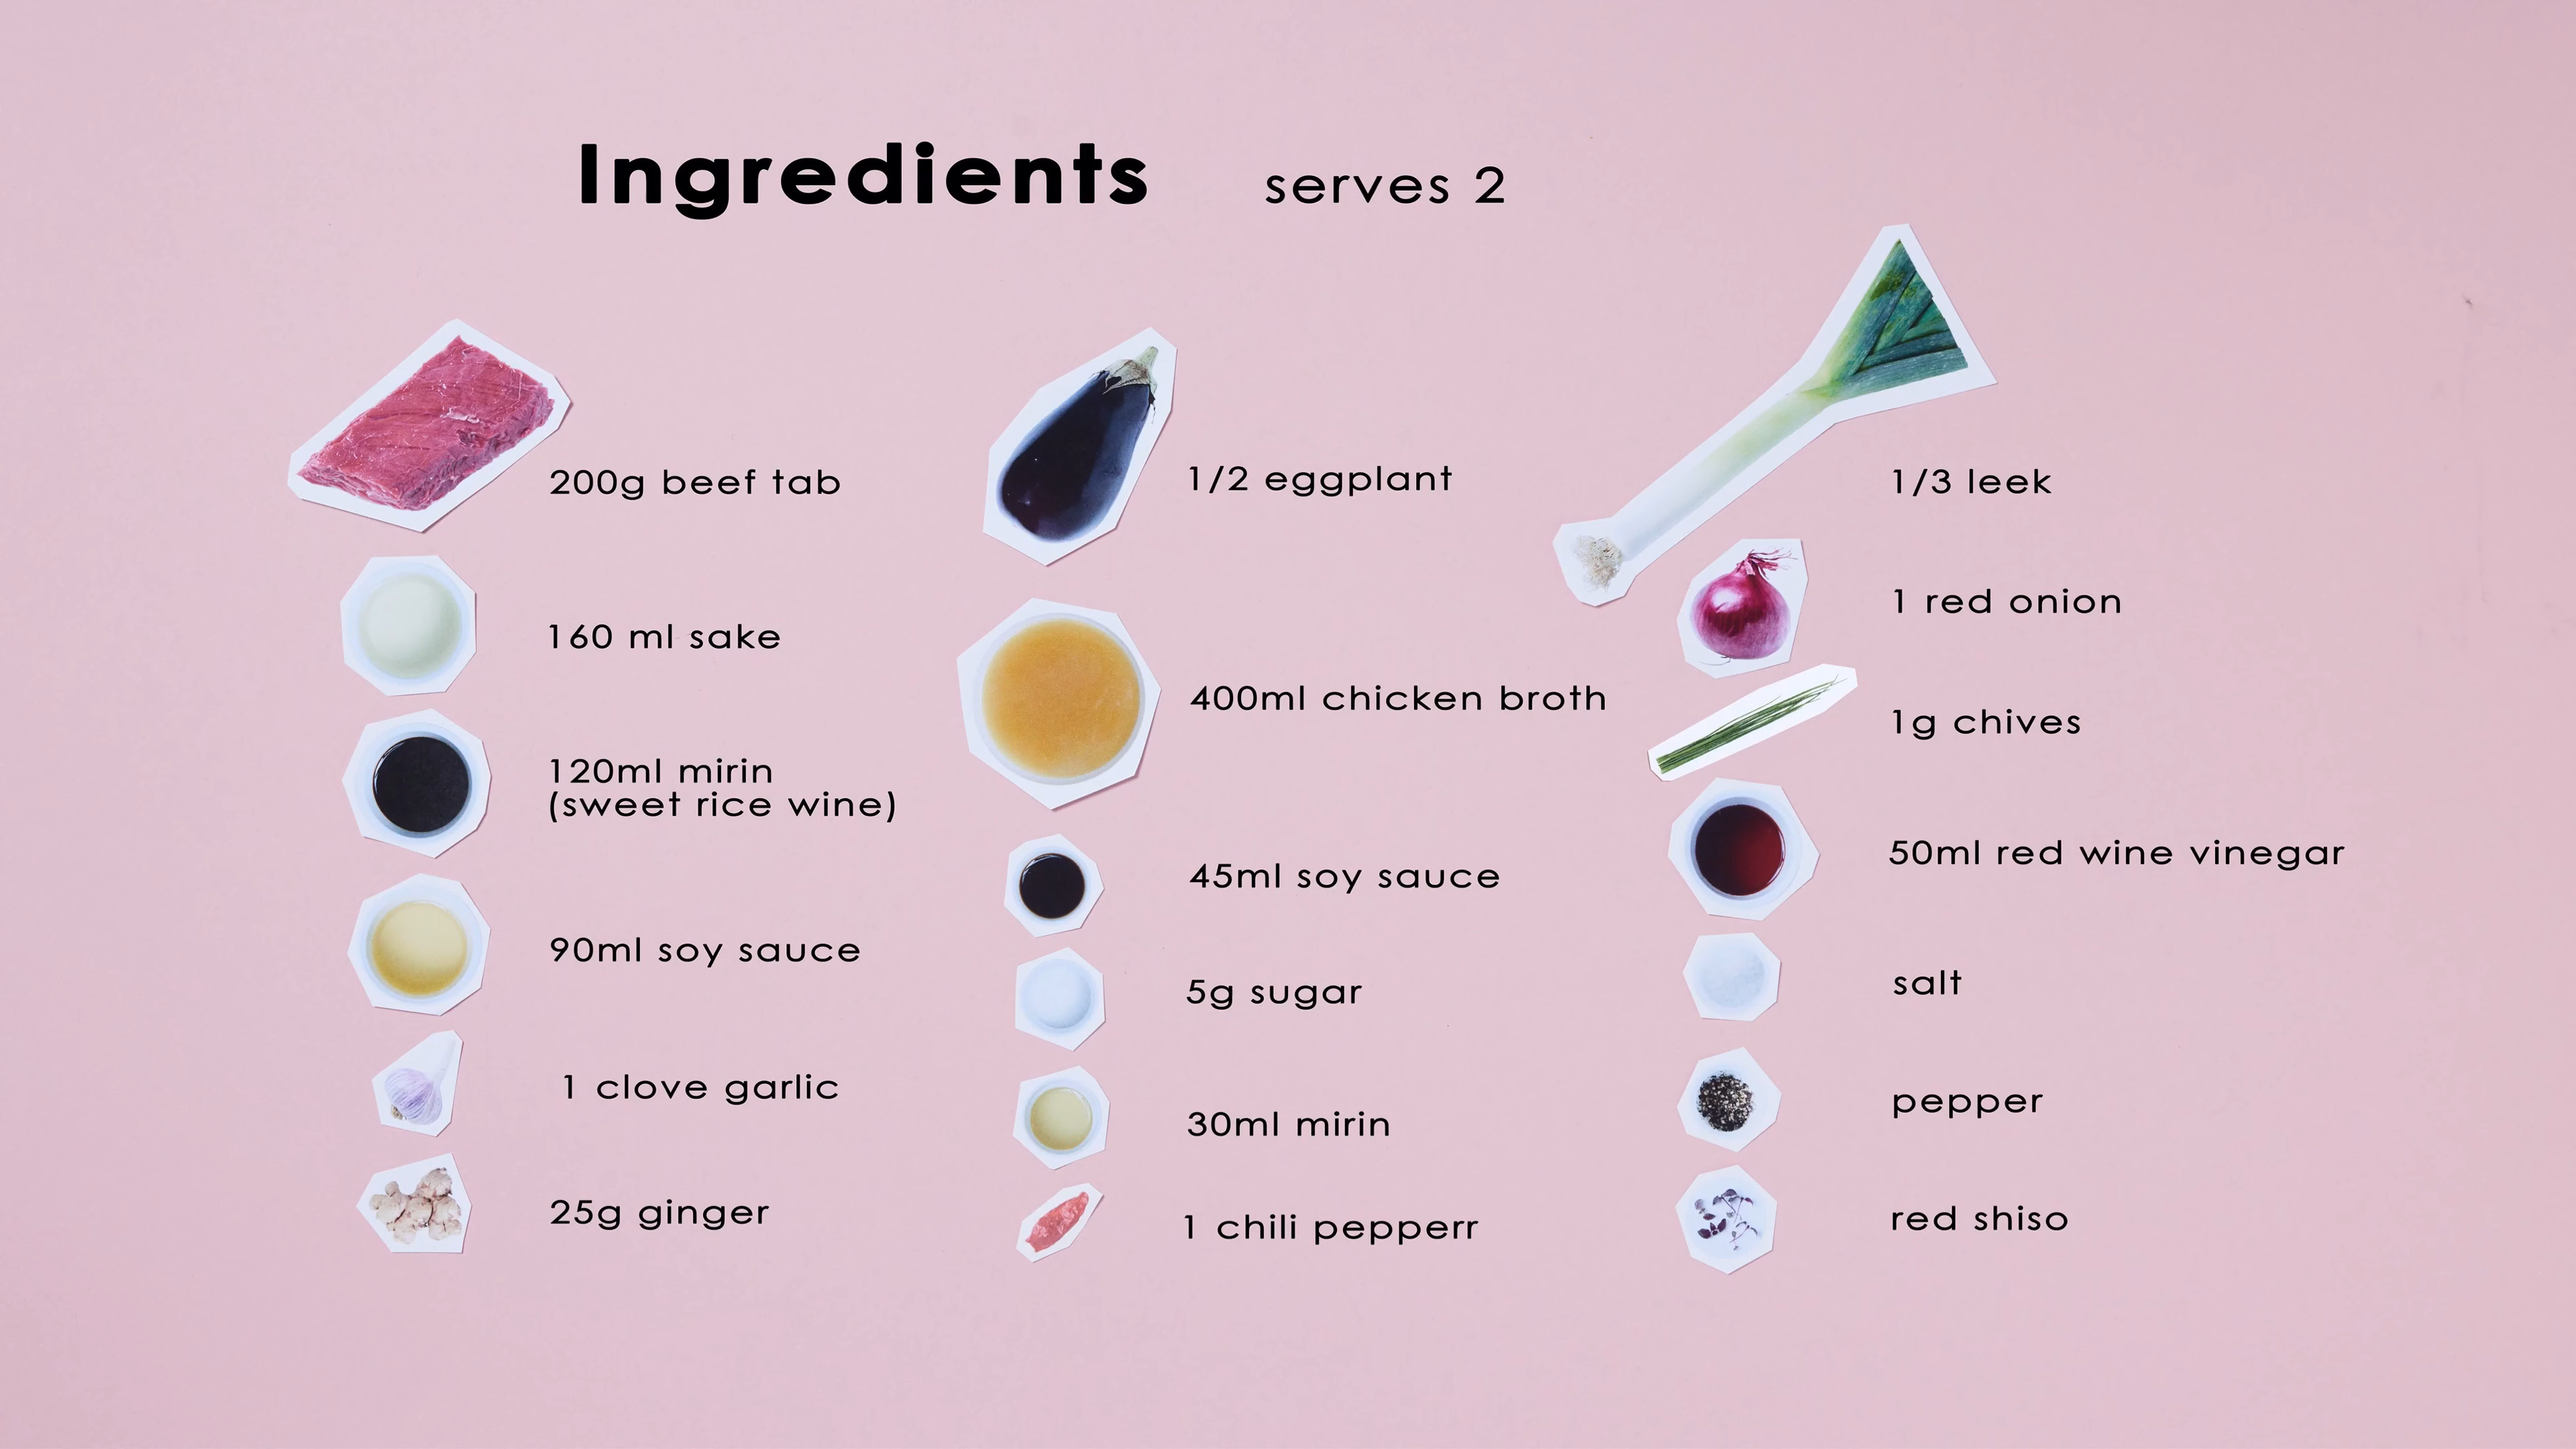 Ingredients serves 2
200g beef tab
160 ml sake
120ml mirin
(sweet rice wine)
90ml soy sauce
1 clove garlic
25g ginger
1/2 eggplant
400ml chicken broth
45ml soy sauce
5g sugar
30ml mirin
1 chili pepperr
1/3 leek
1 red onion
1g chives
50ml red wine vinegar
salt
pepper
red shiso